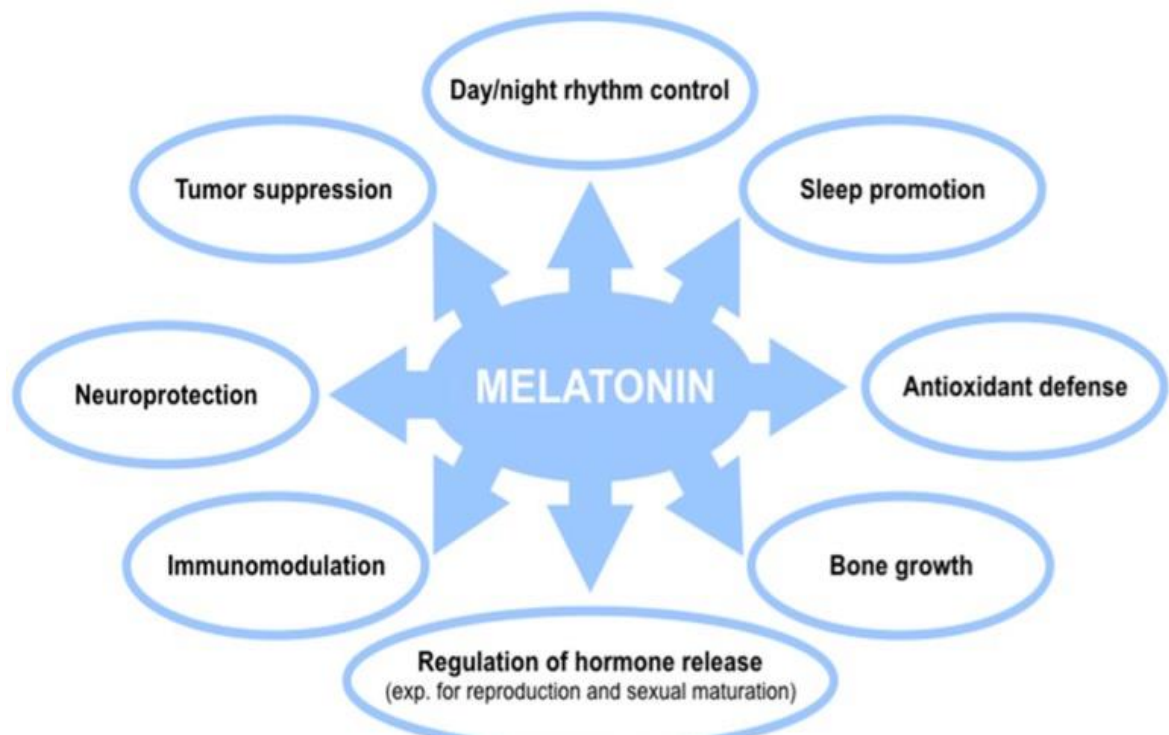 Day/night rhythm control
Tumor suppression
Sleep promotion
Neuroprotection
MELATONIN
Antioxidant defense
Immunomodulation
Bone growth
Regulation of hormone release
(exp. for reproduction and sexual maturation)